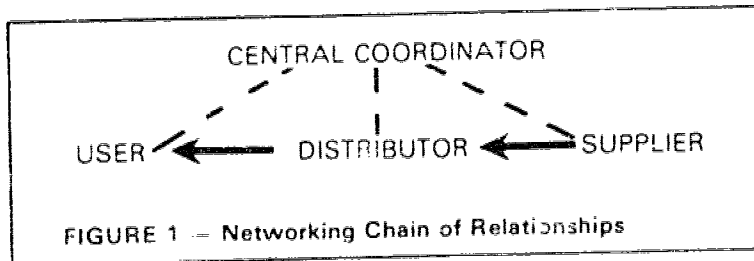 CENTRAL COORDINATOR
USER DISTRIBUTOR SUPPLIER
FIGURE 1 — Networking Chain of Relationships